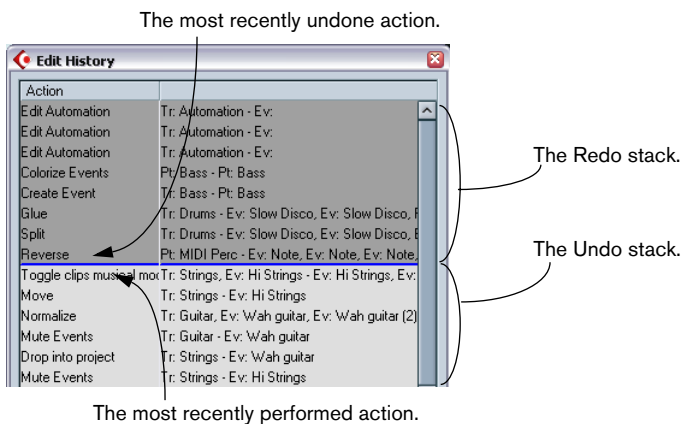 The most recently undone action.
Edit History
Action
Edit Automation Tr: Automation - Ev:
Edit Automation Tr: Automation - Ev:
Edit Automation Tr: Automation - Ev:
Colorize Events Pt: Bass - Pt: Bass
Create Event Tr: Bass - Pt: Bass
The Redo stack.
Glue Tr: Drums - Ev: Slow Disco, Ev: Slow Disco,
Split Tr: Drums - Ev: Slow Disco, Ev: Slow Disco,
Reverse Pt: MIDI Perc - Ev: Note, Ev: Note, Ev: Note,
The Undo stack.
Toggle clips musical mo Tr: Strings, Ev: Hi Strings - Ev: Hi Strings, Ev:
Move Tr: Strings - Ev: Hi Strings
Normalize Tr: Guitar, Ev: Wah guitar, Ev: Wah guitar (2)
Mute Events Tr: Guitar - Ev: Wah guitar
Drop into project Tr: Strings - Ev: Wah guitar
Mute Events Tr: Strings - Ev: Hi Strings
The most recently performed action.